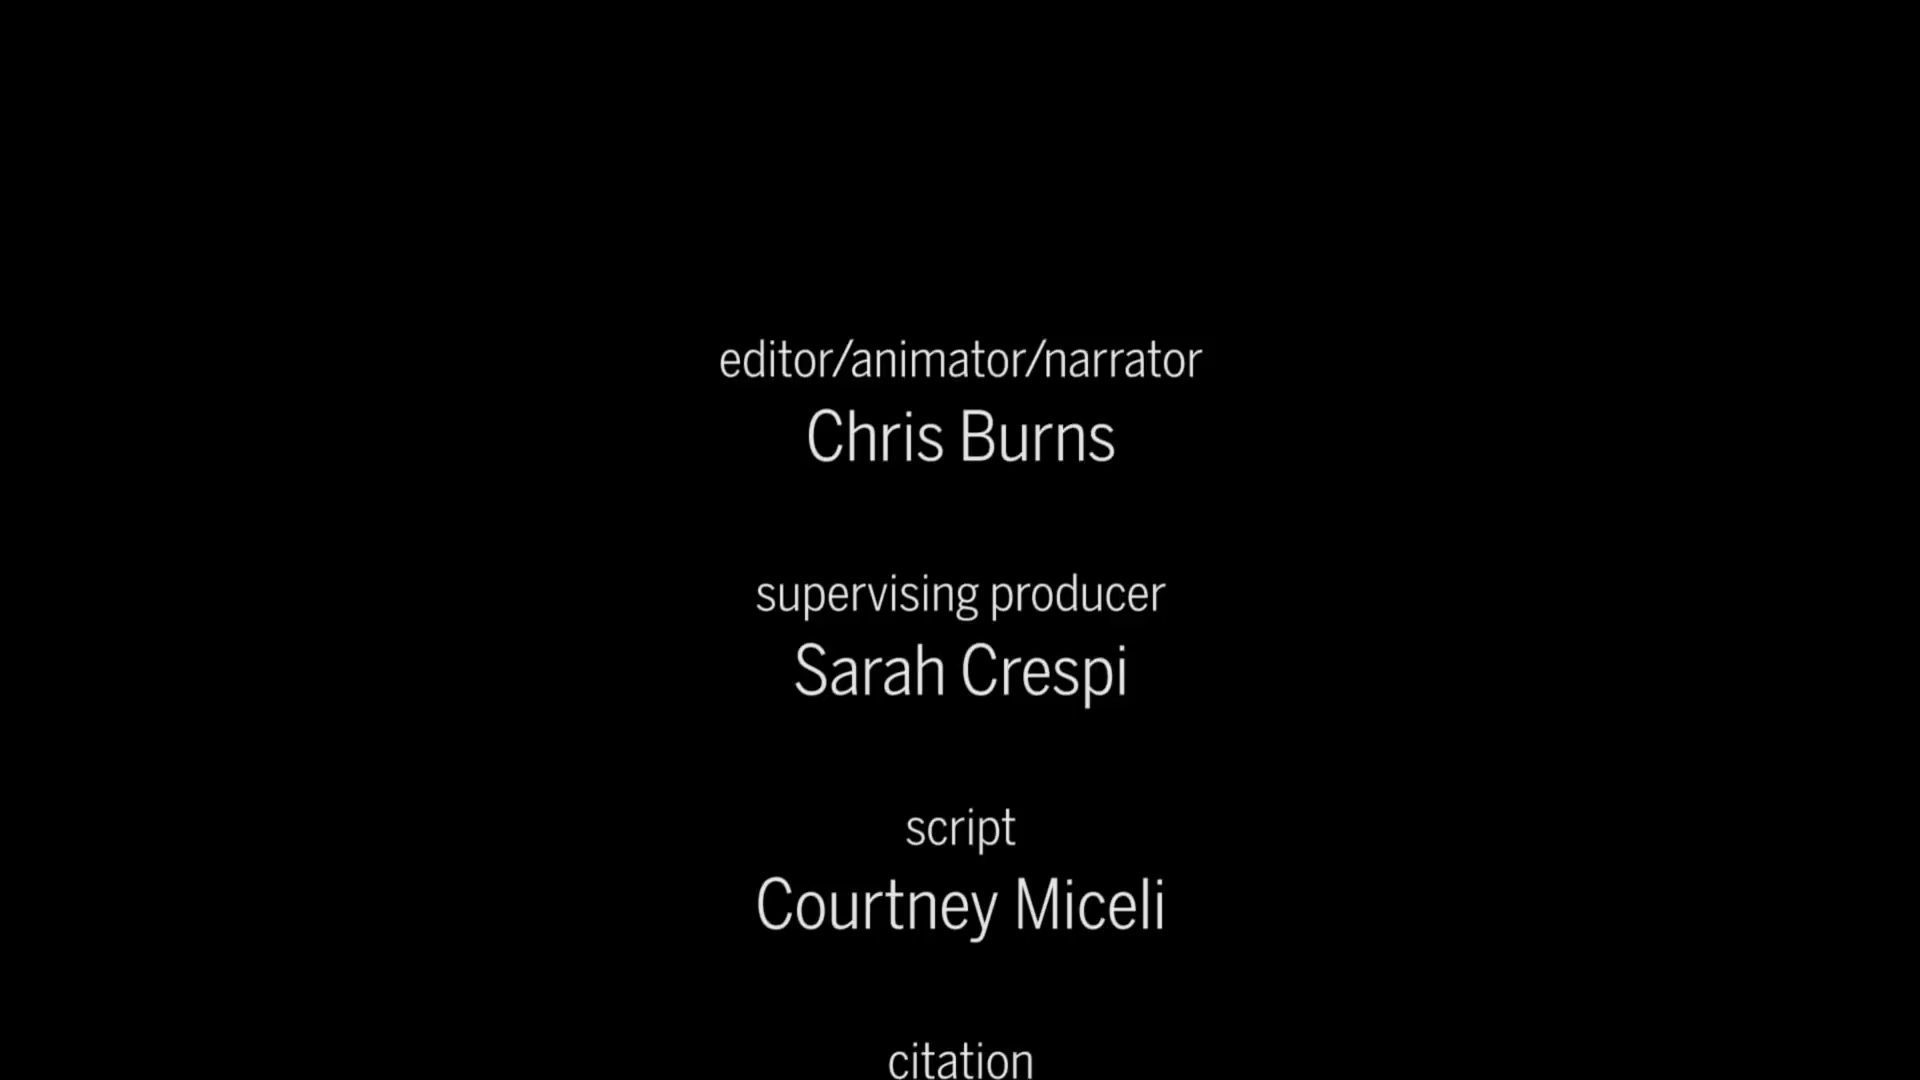 editor/animator/narrator
Chris Burns
supervising producer
Sarah Crespi
script
Courtney Miceli
citation